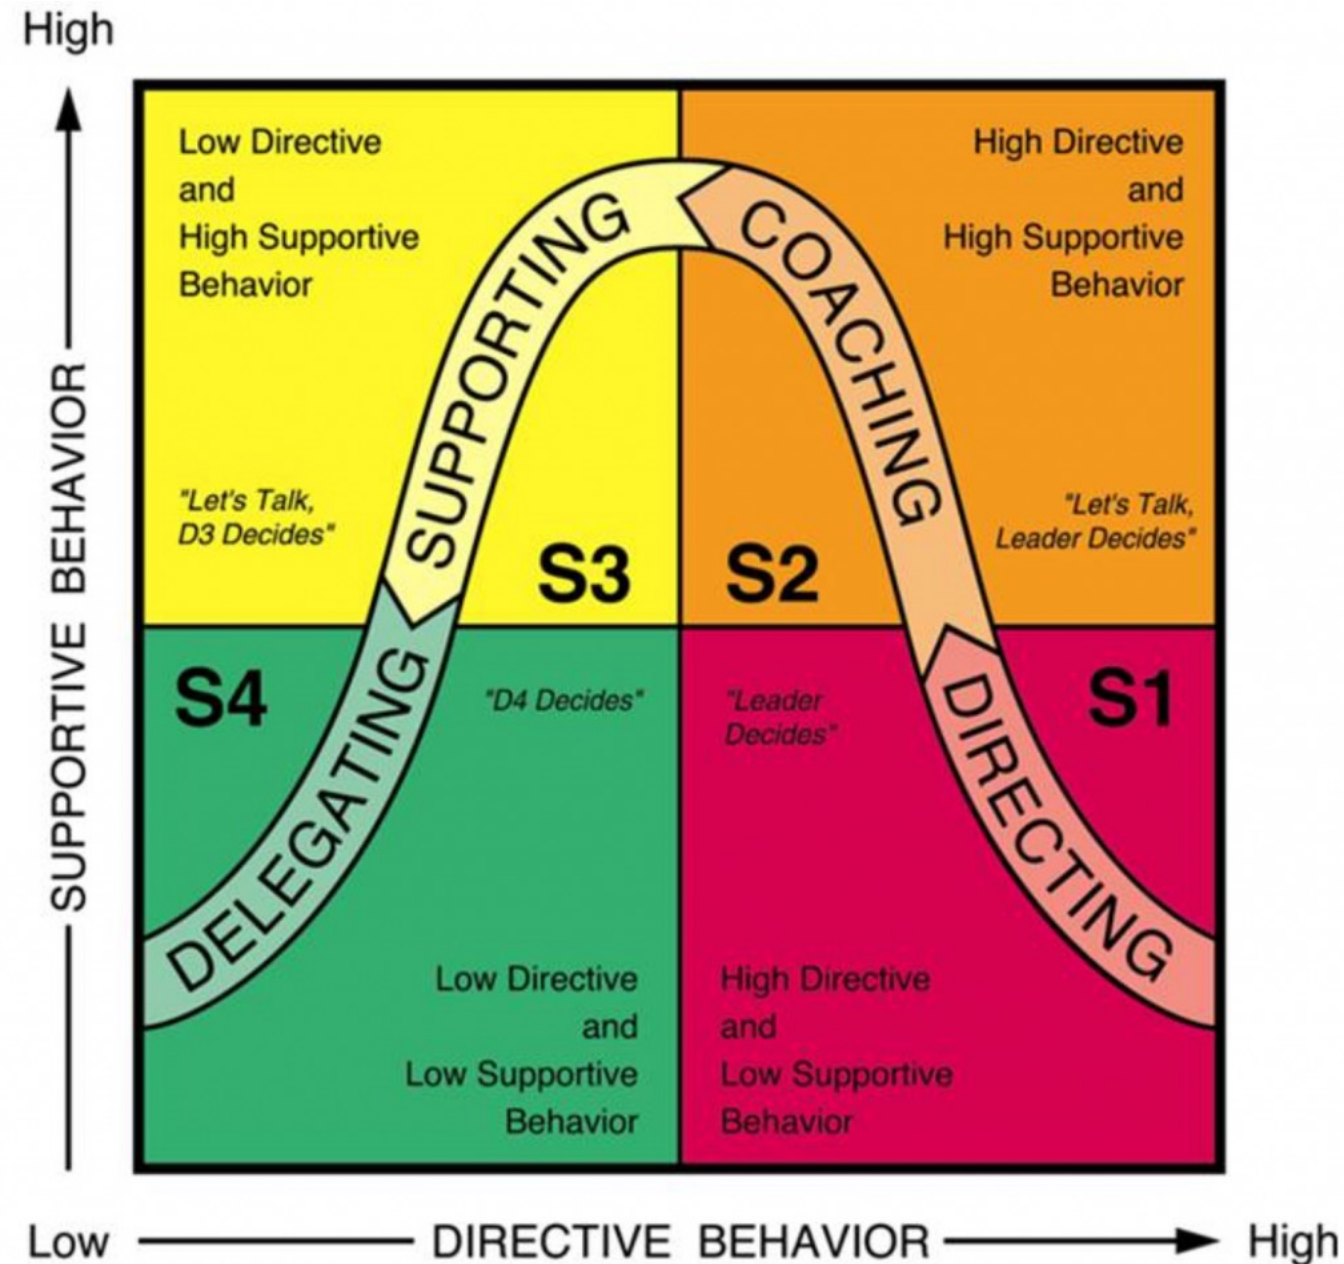 High
SUPPORTIVE BEHAVIOR
Low Directive
and
High Supportive
Behavior
"Let's Talk,
D3 Decides"
SUPPORTING
S3
High Directive
and
High Supportive
Behavior
COACHING
"Let's Talk,
Leader Decides"
S2
S4
DELEGATING
"D4 Decides"
Low Directive
and
Low Supportive
Behavior
"Leader
Decides"
DIRECTING
S1
High Directive
and
Low Supportive
Behavior
Low
DIRECTIVE BEHAVIOR
High